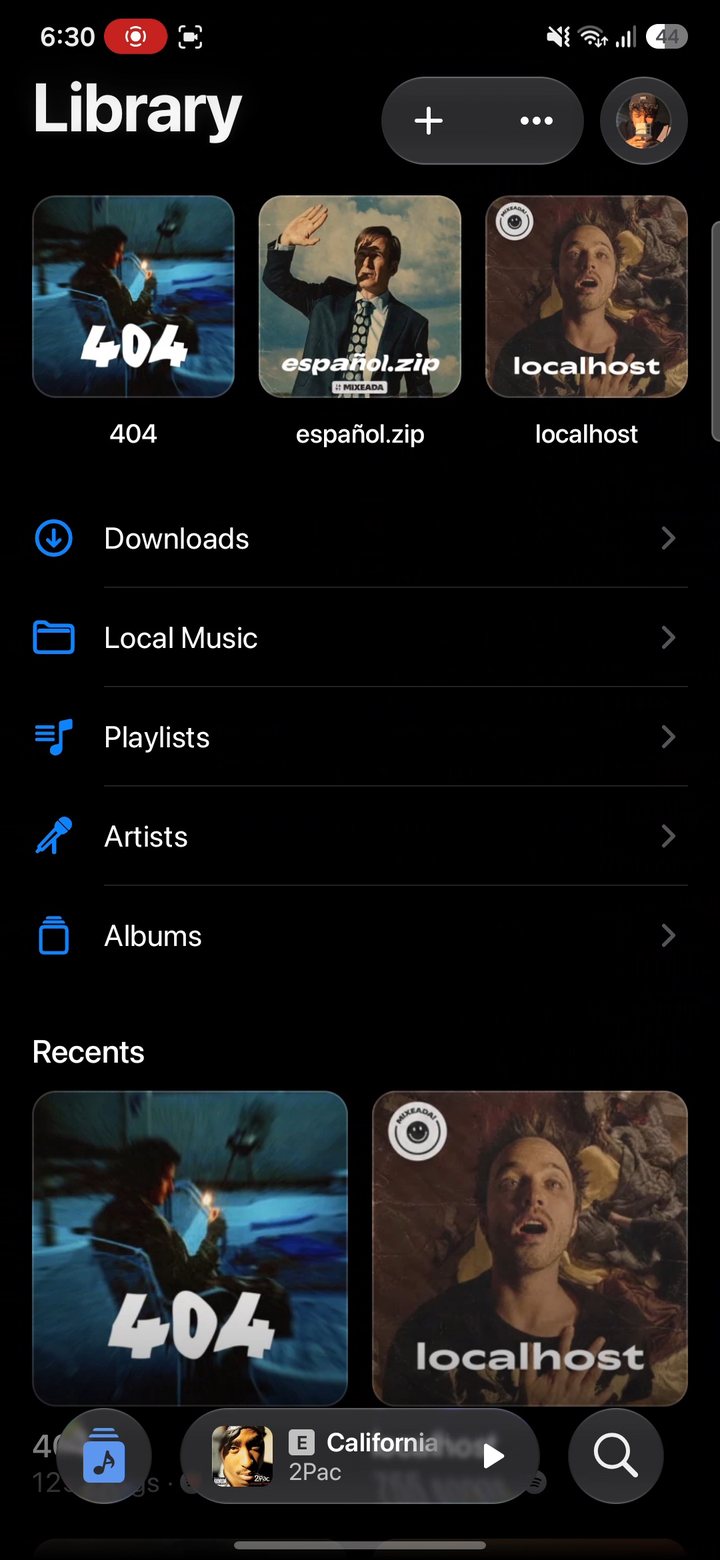 6:30
44
Library
404
español.zip
MIXEADA
MIXEADA!
localhost
404
español.zip
localhost
Downloads
Local Music
Playlists
Artists
Albums
Recents
404
MIXEADA!
localhost
E California
2Pac
2Pac